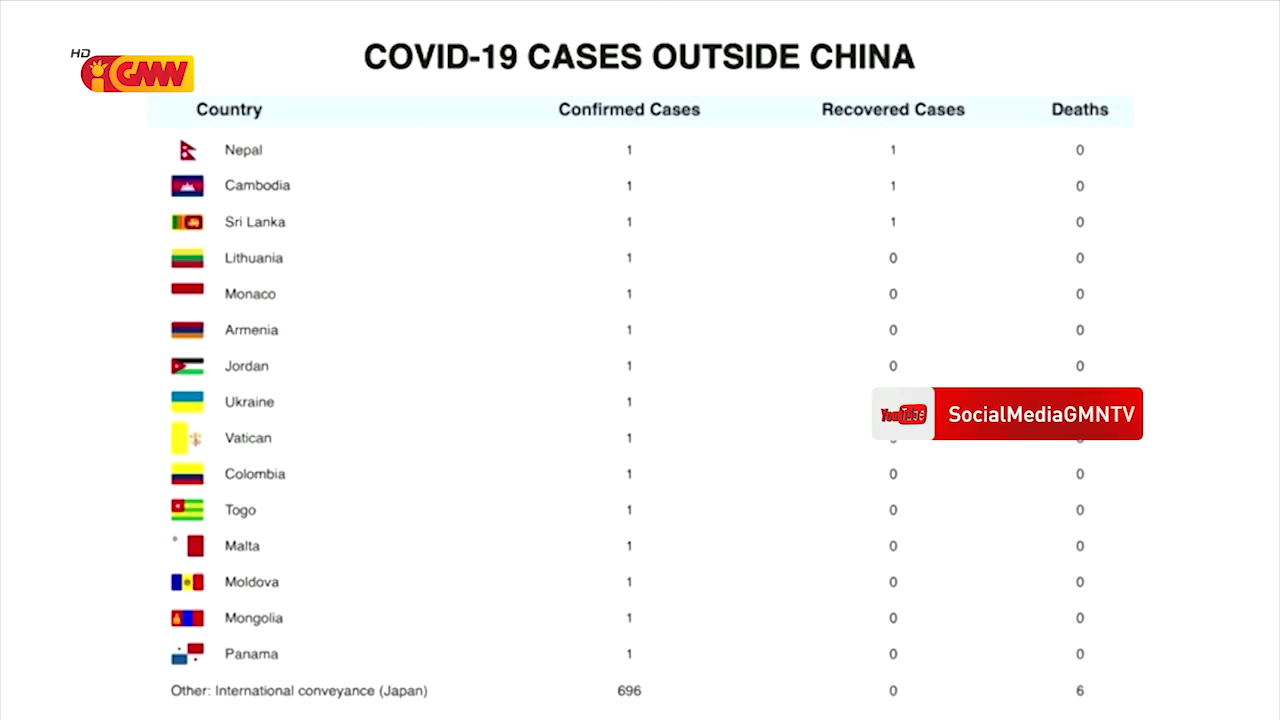 HD
GMW
COVID-19 CASES OUTSIDE CHINA
Country Confirmed Cases Recovered Cases Deaths
Nepal 1 1 0
Cambodia 1 1 0
Sri Lanka 1 1 0
Lithuania 1 0 0
Monaco 1 0 0
Armenia 1 0 0
Jordan 1 0 0
Ukraine 1
YouTube SocialMediaGMNTV
Vatican 1
Colombia 1 0 0
Togo 1 0 0
Malta 1 0 0
Moldova 1 0 0
Mongolia 1 0 0
Panama 1 0 0
Other: International conveyance (Japan) 696 0 6